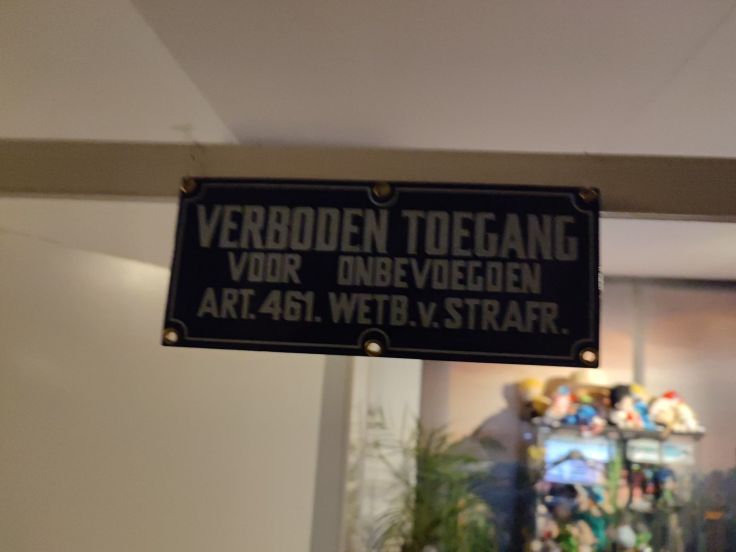 VERBODEN TOEGANG
VOOR ONBEVOEGDEN
ART. 461. WETB. v. STRAFR.